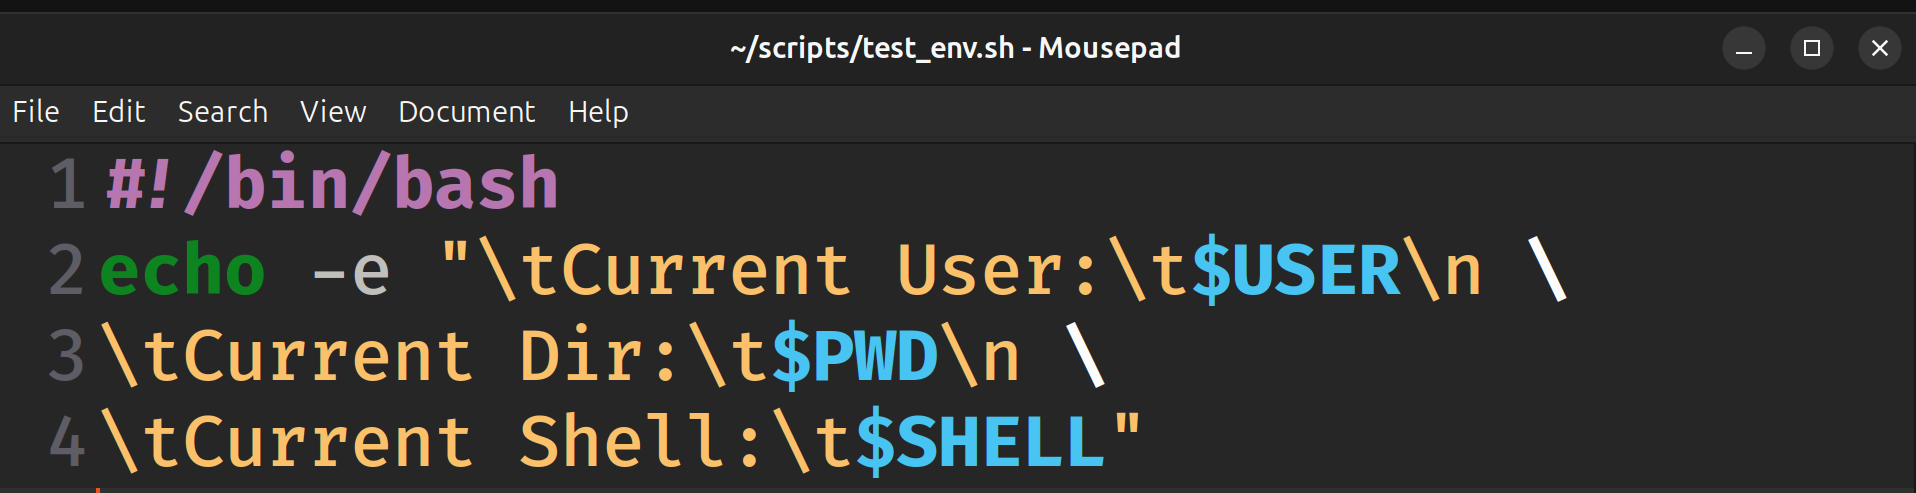 ~/scripts/test_env.sh - Mousepad
File Edit Search View Document Help
1 #!/bin/bash
2 echo -e "\tCurrent User:\t$USER\n \
3 \tCurrent Dir:\t$PWD\n \
4 \tCurrent Shell:\t$SHELL"